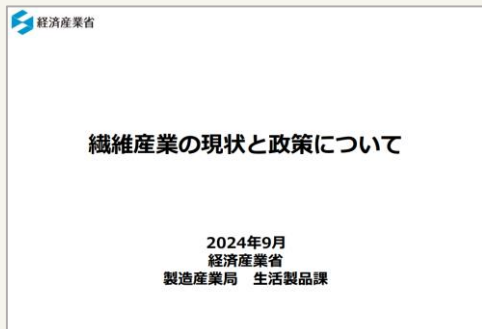 経済産業省
繊維産業の現状と政策について
2024年9月
経済産業省
製造産業局　生活製品課